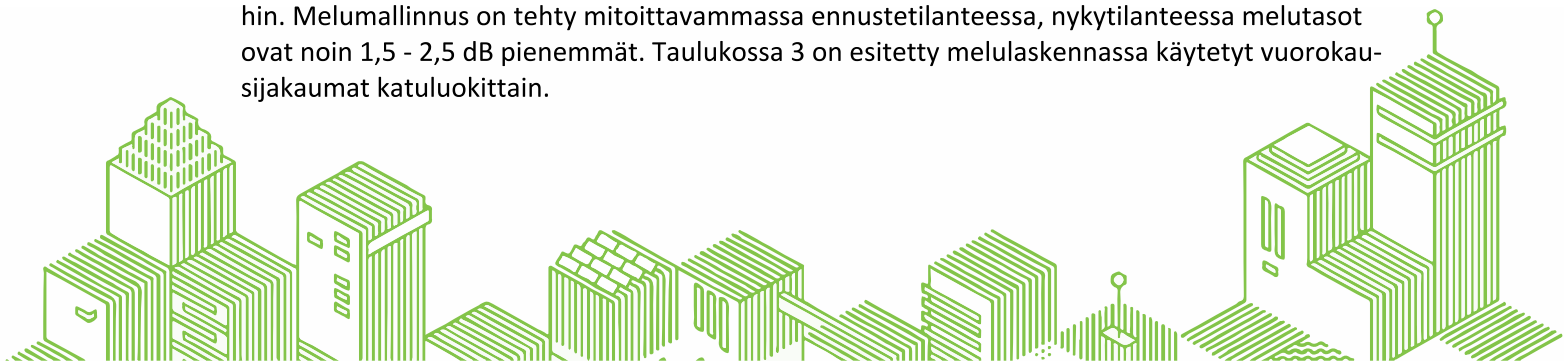 hin. Melumallinnus on tehty mitoittavammassa ennustetilanteessa, nykytilanteessa melutasot
ovat noin 1,5 - 2,5 dB pienemmät. Taulukossa 3 on esitetty melulaskennassa käytetyt vuorokau-
sijakaumat katuluokittain.